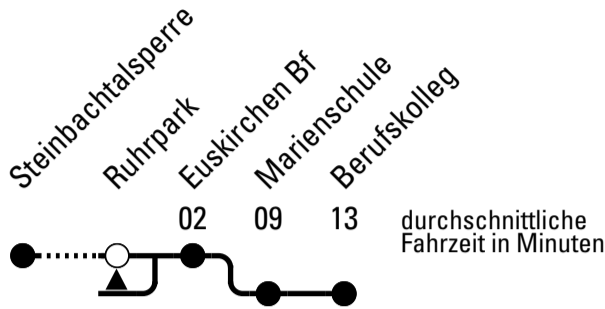 Steinbachtalsperre
Ruhrpark
Euskirchen Bf
Marienschule
Berufskolleg
02 09 13
durchschnittliche
Fahrzeit in Minuten